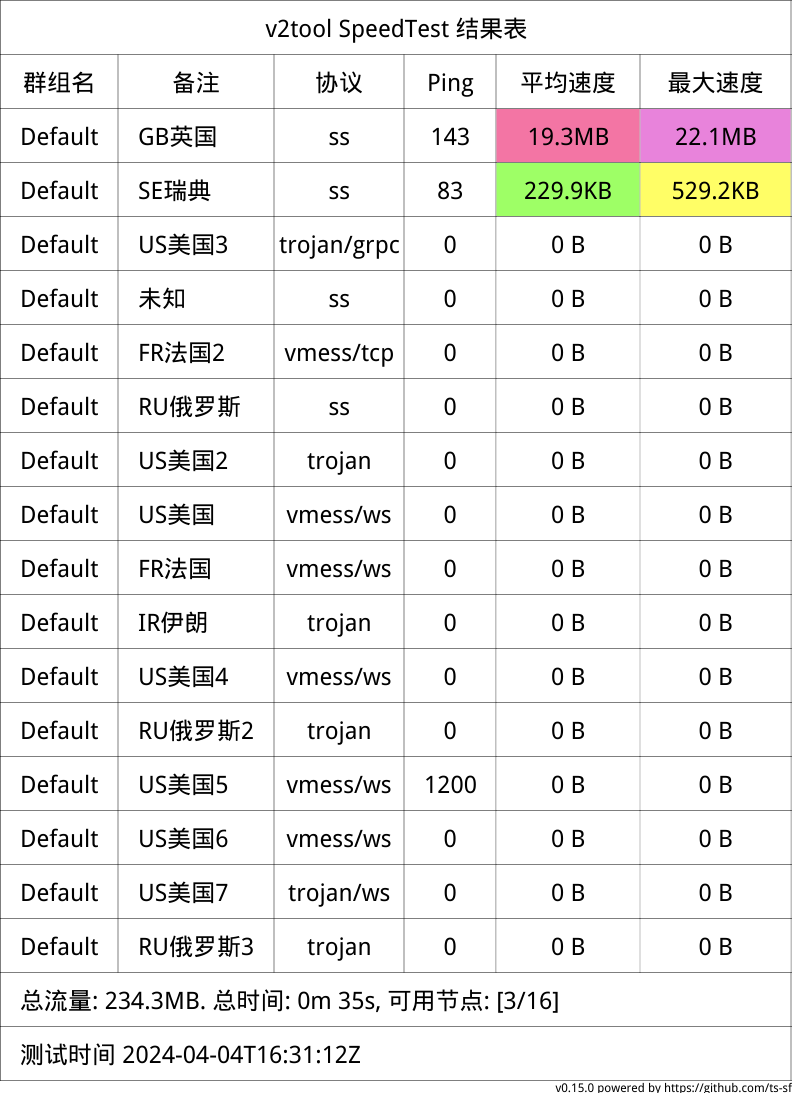 v2tool SpeedTest 结果表
群组名 备注 协议 Ping 平均速度 最大速度
Default GB英国 ss 143 19.3MB 22.1MB
Default SE瑞典 ss 83 229.9KB 529.2KB
Default US美国3 trojan/grpc 0 0 B 0 B
Default 未知 ss 0 0 B 0 B
Default FR法国2 vmess/tcp 0 0 B 0 B
Default RU俄罗斯 ss 0 0 B 0 B
Default US美国2 trojan 0 0 B 0 B
Default US美国 vmess/ws 0 0 B 0 B
Default FR法国 vmess/ws 0 0 B 0 B
Default IR伊朗 trojan 0 0 B 0 B
Default US美国4 vmess/ws 0 0 B 0 B
Default RU俄罗斯2 trojan 0 0 B 0 B
Default US美国5 vmess/ws 1200 0 B 0 B
Default US美国6 vmess/ws 0 0 B 0 B
Default US美国7 trojan/ws 0 0 B 0 B
Default RU俄罗斯3 trojan 0 0 B 0 B
总流量: 234.3MB. 总时间: 0m 35s, 可用节点: [3/16]
测试时间 2024-04-04T16:31:12Z
v0.15.0 powered by https://github.com/ts-sf